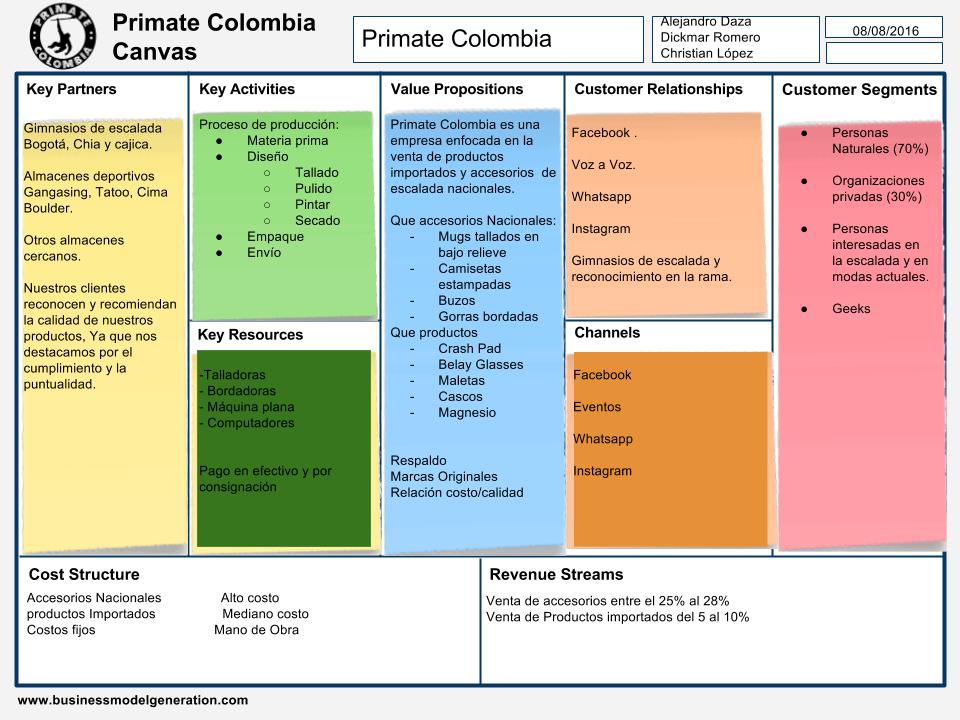 PRIMATE
COLOMBIA
Primate Colombia
Canvas
Primate Colombia
Alejandro Daza
Dickmar Romero
Christian López
08/08/2016
Key Partners
Gimnasios de escalada
Bogotá, Chia y cajica.
Almacenes deportivos
Gangasing, Tatoo, Cima
Boulder.
Otros almacenes
cercanos.
Nuestros clientes
reconocen y recomiendan
la calidad de nuestros
productos, Ya que nos
destacamos por el
cumplimiento y la
puntualidad.
Key Activities
Proceso de producción:
● Materia prima
● Diseño
○ Tallado
○ Pulido
○ Pintar
○ Secado
● Empaque
● Envío
Key Resources
-Talladoras
- Bordadoras
- Máquina plana
- Computadores
Pago en efectivo y por
consignación
Value Propositions
Primate Colombia es una
empresa enfocada en la
venta de productos
importados y accesorios de
escalada nacionales.
Que accesorios Nacionales:
- Mugs tallados en
bajo relieve
- Camisetas
estampadas
- Buzos
- Gorras bordadas
Que productos
- Crash Pad
- Belay Glasses
- Maletas
- Cascos
- Magnesio
Respaldo
Marcas Originales
Relación costo/calidad
Customer Relationships
Facebook .
Voz a Voz.
Whatsapp
Instagram
Gimnasios de escalada y
reconocimiento en la rama.
Channels
Facebook
Eventos
Whatsapp
Instagram
Customer Segments
● Personas
Naturales (70%)
● Organizaciones
privadas (30%)
● Personas
interesadas en
la escalada y en
modas actuales.
● Geeks
Cost Structure
Accesorios Nacionales Alto costo
productos Importados Mediano costo
Costos fijos Mano de Obra
Revenue Streams
Venta de accesorios entre el 25% al 28%
Venta de Productos importados del 5 al 10%
www.businessmodelgeneration.com